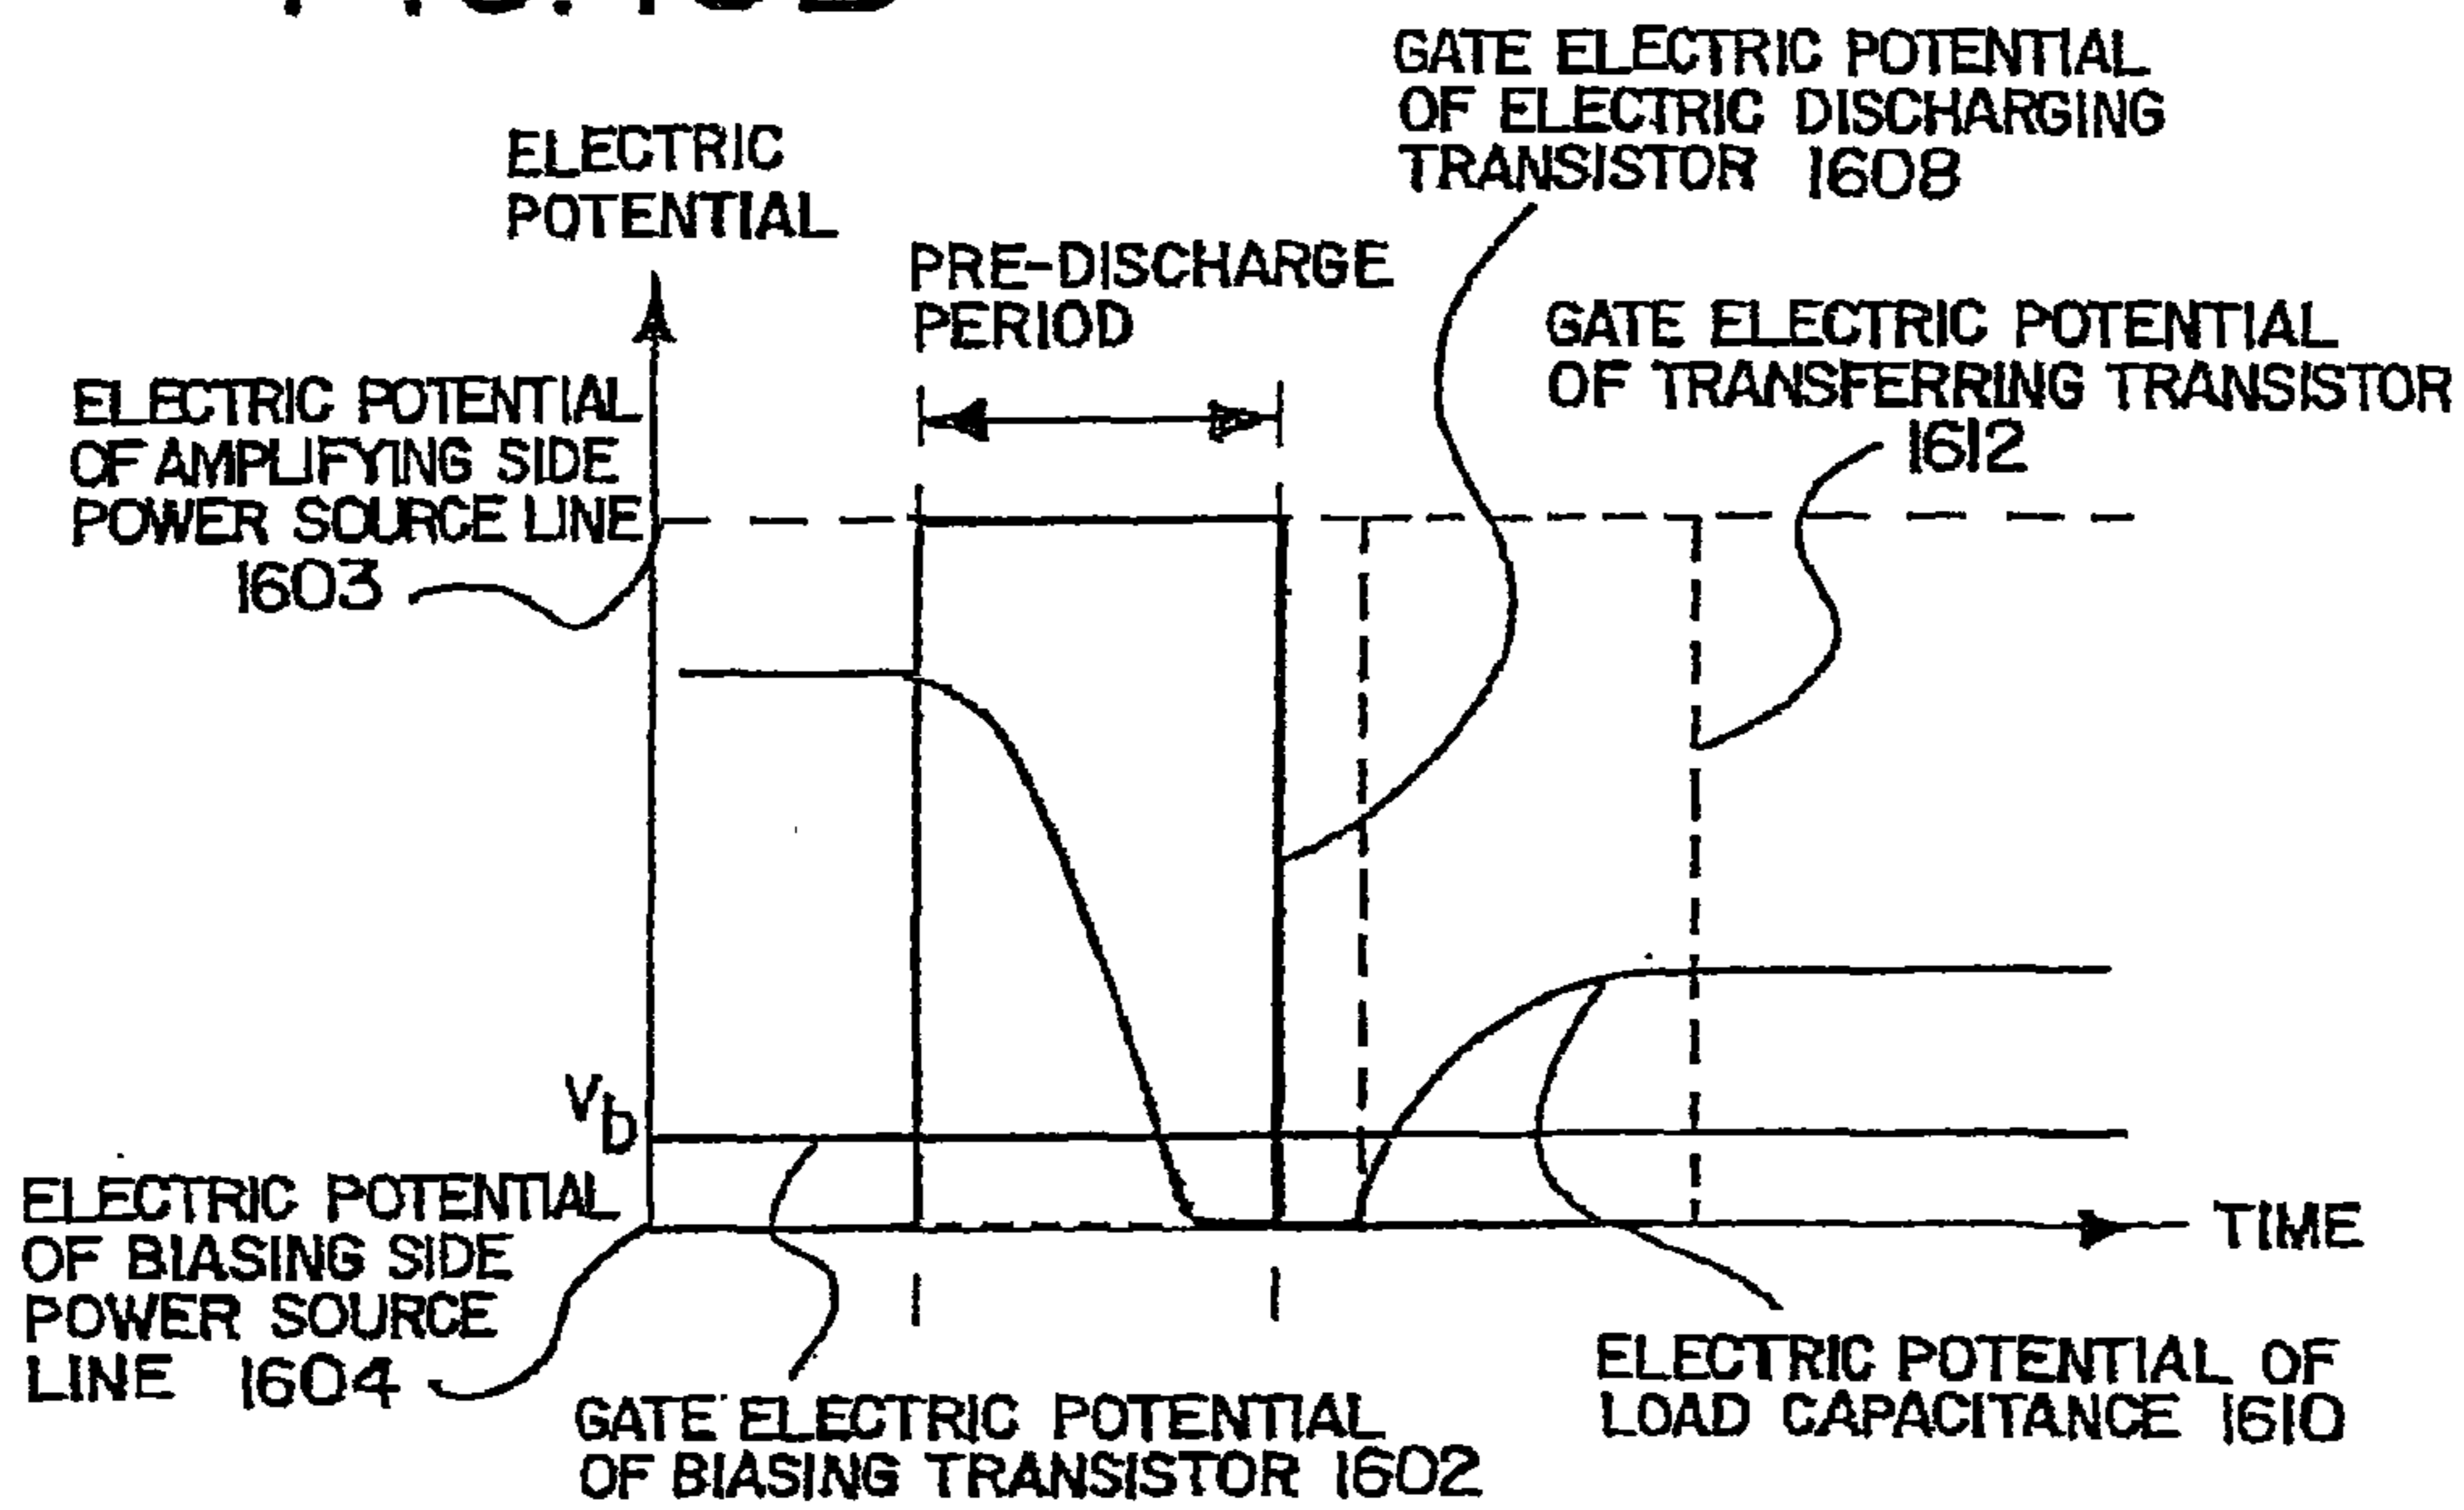 GATE ELECTRIC POTENTIAL
OF ELECTRIC DISCHARGING
TRANSISTOR 1608
ELECTRIC
POTENTIAL
PRE-DISCHARGE
PERIOD
GATE ELECTRIC POTENTIAL
OF TRANSFERRING TRANSISTOR
1612
ELECTRIC POTENTIAL
OF AMPLIFYING SIDE
POWER SOURCE LINE
1603
Vb
ELECTRIC POTENTIAL
OF BIASING SIDE
POWER SOURCE
LINE 1604
TIME
GATE ELECTRIC POTENTIAL
OF BIASING TRANSISTOR 1602
ELECTRIC POTENTIAL OF
LOAD CAPACITANCE 1610